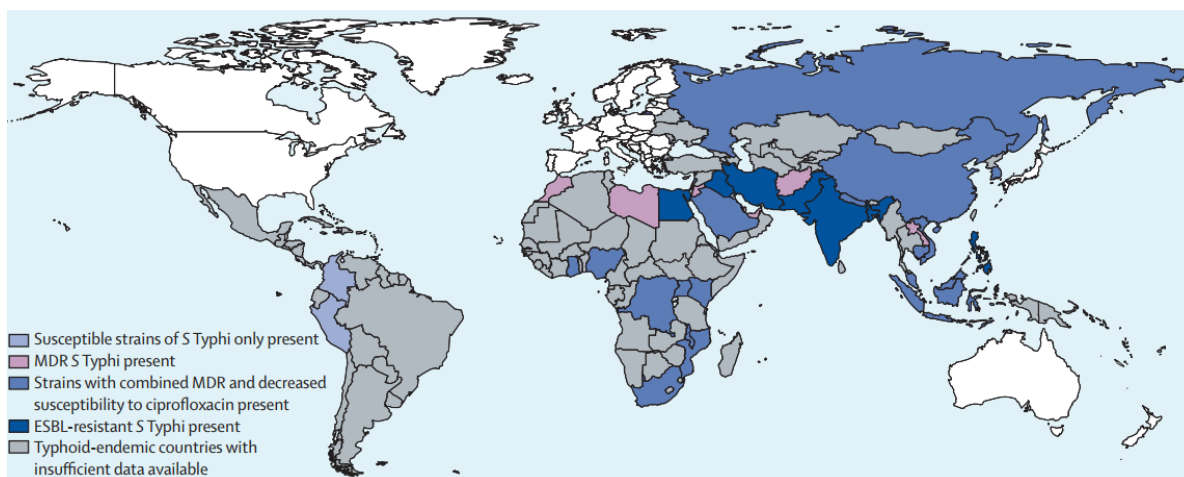 Susceptible strains of S Typhi only present
MDR S Typhi present
Strains with combined MDR and decreased
susceptibility to ciprofloxacin present
ESBL-resistant S Typhi present
Typhoid-endemic countries with
insufficient data available